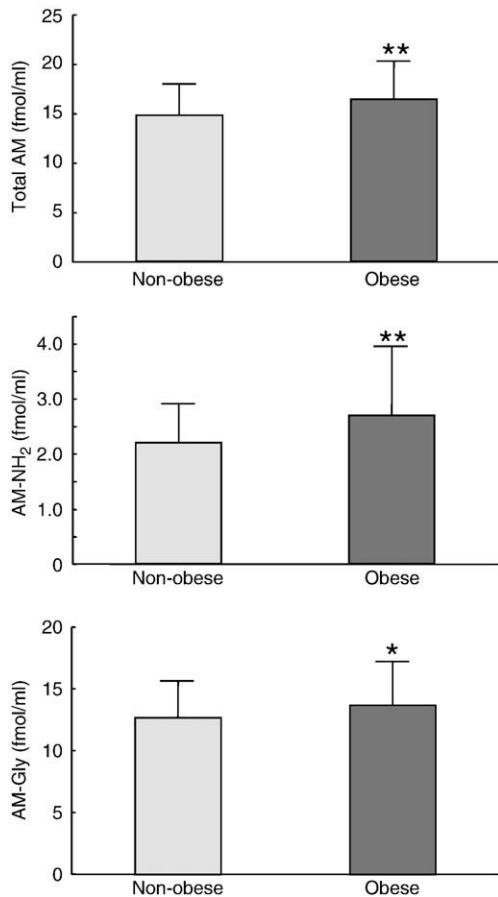 Total AM (fmol/ml)
25
20
15
10
5
0
**
Non-obese
Obese
AM-NH₂ (fmol/ml)
4.0
3.0
2.0
1.0
0
**
Non-obese
Obese
AM-Gly (fmol/ml)
20
15
10
5
0
*
Non-obese
Obese